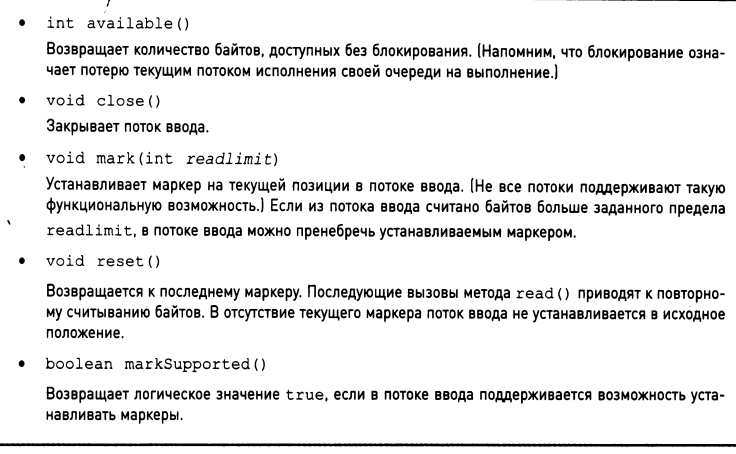 • int available()
Возвращает количество байтов, доступных без блокирования. (Напомним, что блокирование озна-
чает потерю текущим потоком исполнения своей очереди на выполнение.)
• void close()
Закрывает поток ввода.
• void mark(int readlimit)
Устанавливает маркер на текущей позиции в потоке ввода. (Не все потоки поддерживают такую
функциональную возможность.) Если из потока ввода считано байтов больше заданного предела
readlimit, в потоке ввода можно пренебречь устанавливаемым маркером.
• void reset()
Возвращается к последнему маркеру. Последующие вызовы метода read() приводят к повторно-
му считыванию байтов. В отсутствие текущего маркера поток ввода не устанавливается в исходное
положение.
• boolean markSupported()
Возвращает логическое значение true, если в потоке ввода поддерживается возможность уста-
навливать маркеры.